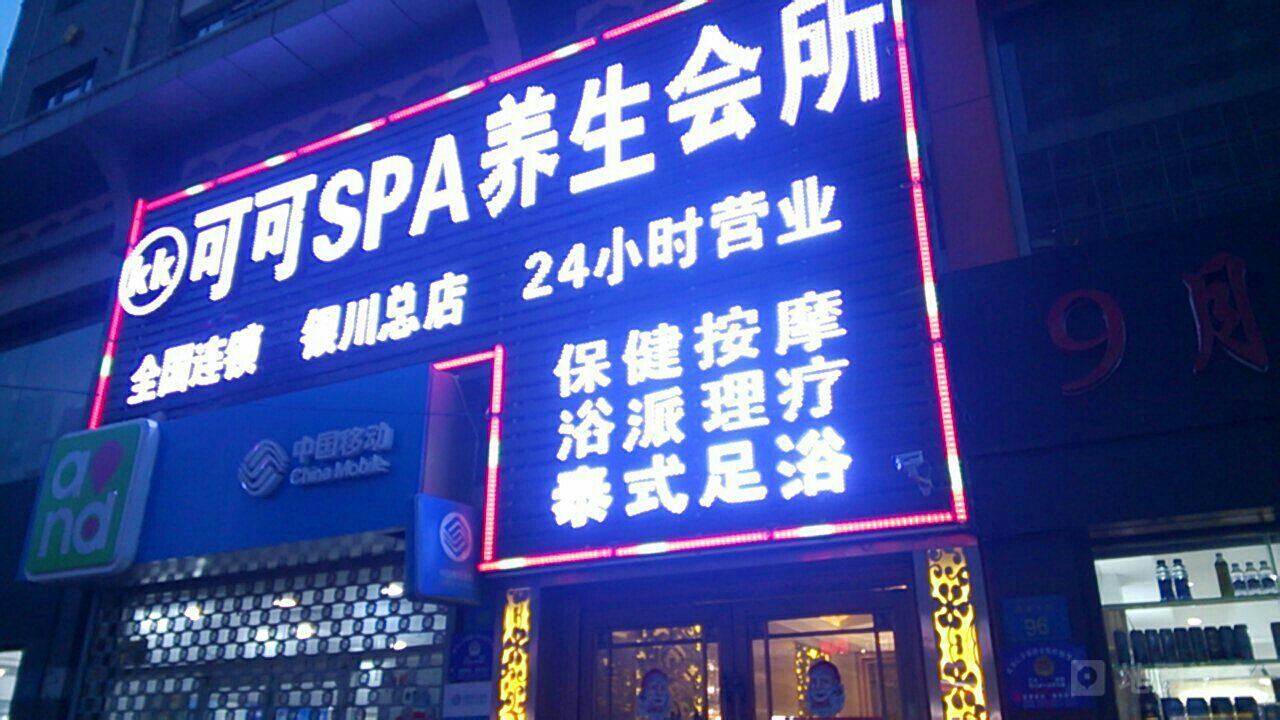 kk 可可SPA养生会所
全国连锁 银川总店 24小时营业
保健按摩
浴派理疗
泰式足浴
中国移动
China Mobile
and
9月
96